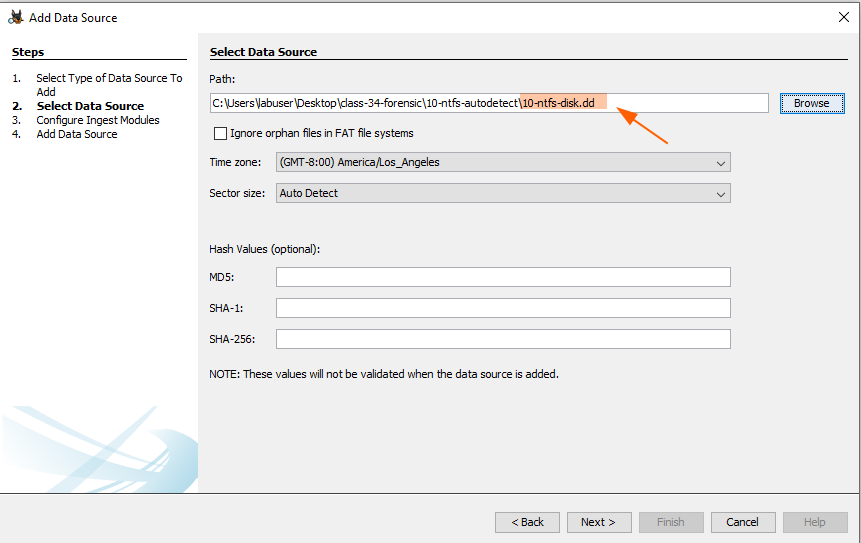 Add Data Source
Steps
1. Select Type of Data Source To
Add
2. Select Data Source
3. Configure Ingest Modules
4. Add Data Source
Select Data Source
Path:
C:\Users\labuser\Desktop\class-34-forensic\10-ntfs-autodetect\10-ntfs-disk.dd
Browse
Ignore orphan files in FAT file systems
Time zone: (GMT-8:00) America/Los_Angeles
Sector size: Auto Detect
Hash Values (optional):
MD5:
SHA-1:
SHA-256:
NOTE: These values will not be validated when the data source is added.
< Back Next > Finish Cancel Help